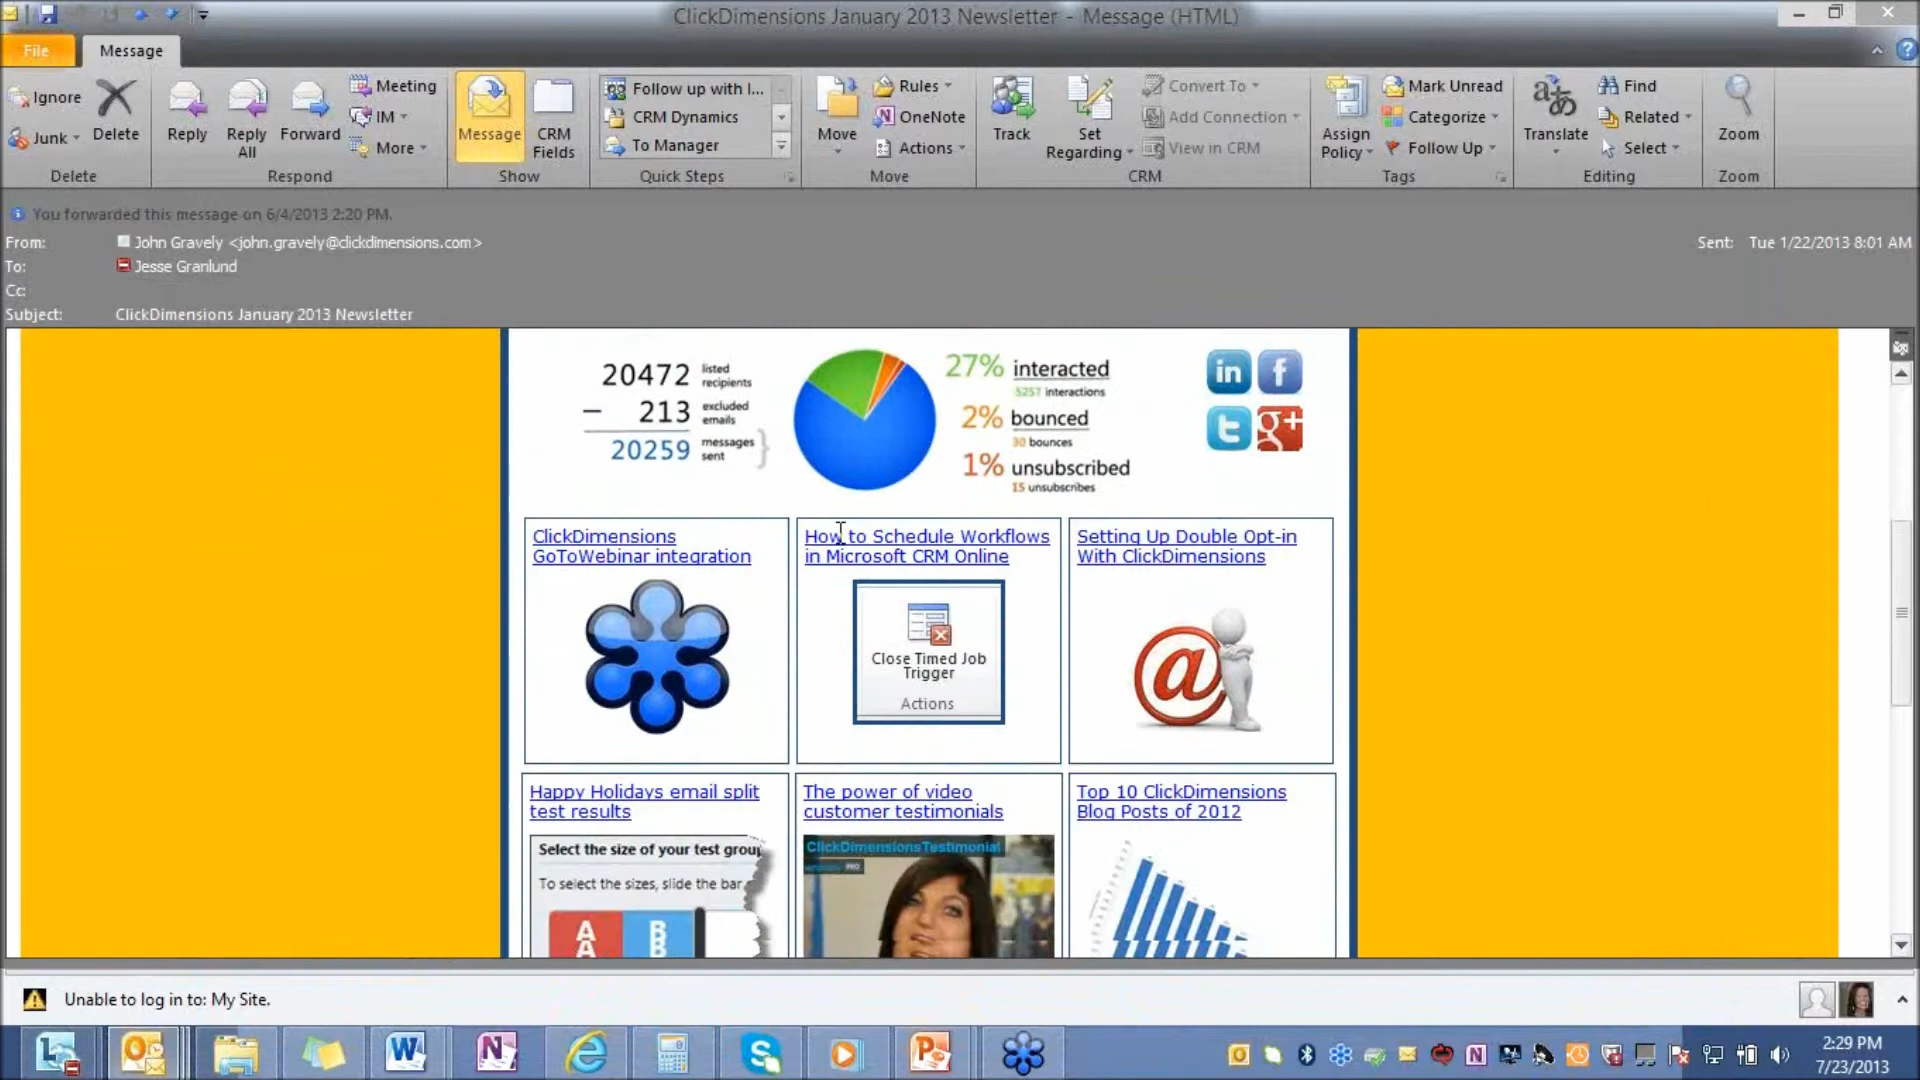 ClickDimensions January 2013 Newsletter - Message (HTML)
File Message
Ignore
Junk
Delete
Delete
Reply
Reply All
Forward
Meeting
IM
More
Respond
Message
CRM Fields
Show
Follow up with I...
CRM Dynamics
To Manager
Quick Steps
Move
Rules
OneNote
Actions
Move
Track
Set Regarding
Convert To
Add Connection
View in CRM
CRM
Assign Policy
Mark Unread
Categorize
Follow Up
Tags
Translate
Find
Related
Select
Editing
Zoom
Zoom
You forwarded this message on 6/4/2013 2:20 PM.
From: John Gravely <john.gravely@clickdimensions.com>
Sent: Tue 1/22/2013 8:01 AM
To: Jesse Granlund
Cc:
Subject: ClickDimensions January 2013 Newsletter
20472 listed recipients
– 213 excluded emails
20259 messages sent
27% interacted
5257 interactions
2% bounced
30 bounces
1% unsubscribed
15 unsubscribes
in f
t g+
ClickDimensions
GoToWebinar integration
How to Schedule Workflows
in Microsoft CRM Online
Close Timed Job
Trigger
Actions
Setting Up Double Opt-in
With ClickDimensions
@
Happy Holidays email split
test results
Select the size of your test group
To select the sizes, slide the bar
A B
A B
The power of video
customer testimonials
ClickDimensionsTestimonial
PRO
Top 10 ClickDimensions
Blog Posts of 2012
Unable to log in to: My Site.
2:29 PM
7/23/2013